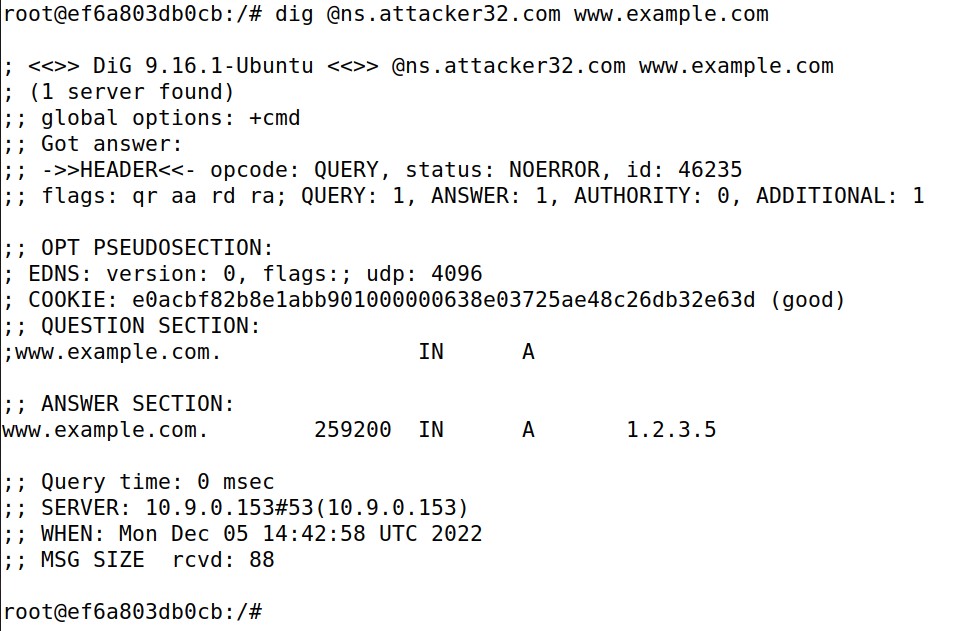 root@ef6a803db0cb:/# dig @ns.attacker32.com www.example.com
; <<>> DiG 9.16.1-Ubuntu <<>> @ns.attacker32.com www.example.com
; (1 server found)
;; global options: +cmd
;; Got answer:
;; ->>HEADER<<- opcode: QUERY, status: NOERROR, id: 46235
;; flags: qr aa rd ra; QUERY: 1, ANSWER: 1, AUTHORITY: 0, ADDITIONAL: 1
;; OPT PSEUDOSECTION:
; EDNS: version: 0, flags:; udp: 4096
; COOKIE: e0acbf82b8e1abb901000000638e03725ae48c26db32e63d (good)
;; QUESTION SECTION:
;www.example.com. IN A
;; ANSWER SECTION:
www.example.com. 259200 IN A 1.2.3.5
;; Query time: 0 msec
;; SERVER: 10.9.0.153#53(10.9.0.153)
;; WHEN: Mon Dec 05 14:42:58 UTC 2022
;; MSG SIZE  rcvd: 88
root@ef6a803db0cb:/#